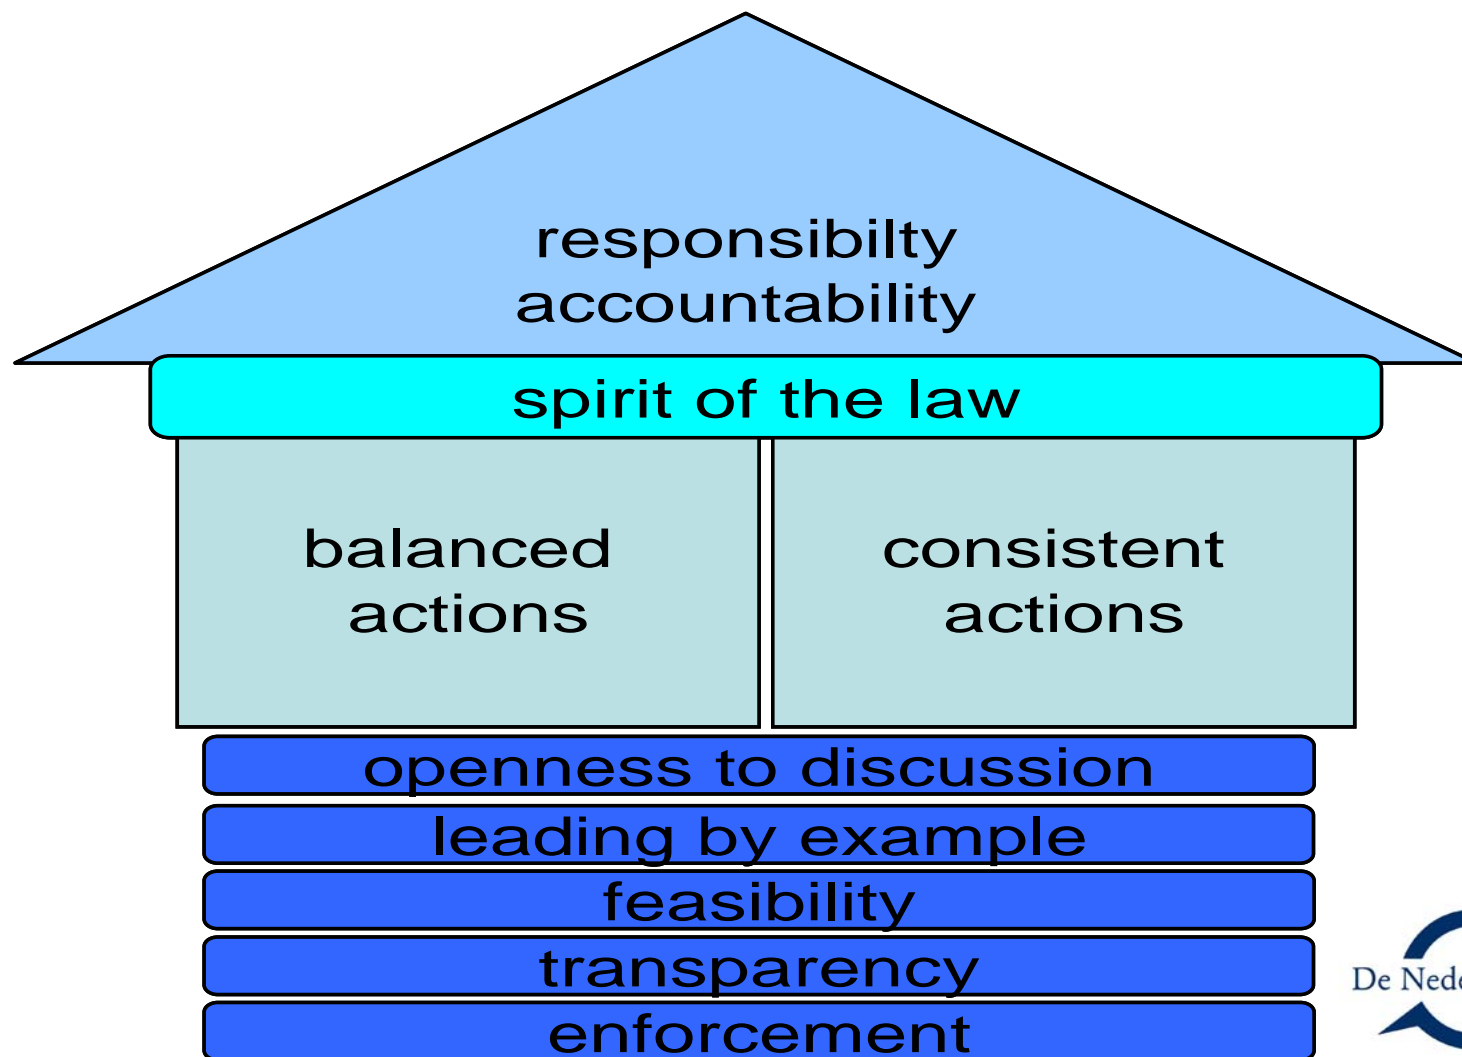 responsibilty
accountability
spirit of the law
balanced
actions
consistent
actions
openness to discussion
leading by example
feasibility
transparency
enforcement
De Nede